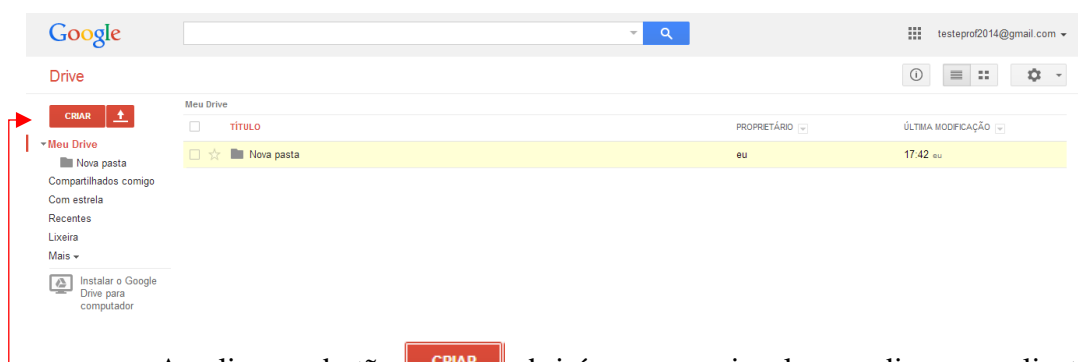 Google
testeprof2014@gmail.com
Drive
CRIAR
Meu Drive
TÍTULO PROPRIETÁRIO ÚLTIMA MODIFICAÇÃO
Nova pasta eu 17:42 eu
Meu Drive
Nova pasta
Compartilhados comigo
Com estrela
Recentes
Lixeira
Mais
Instalar o Google
Drive para
computador
CRIAR